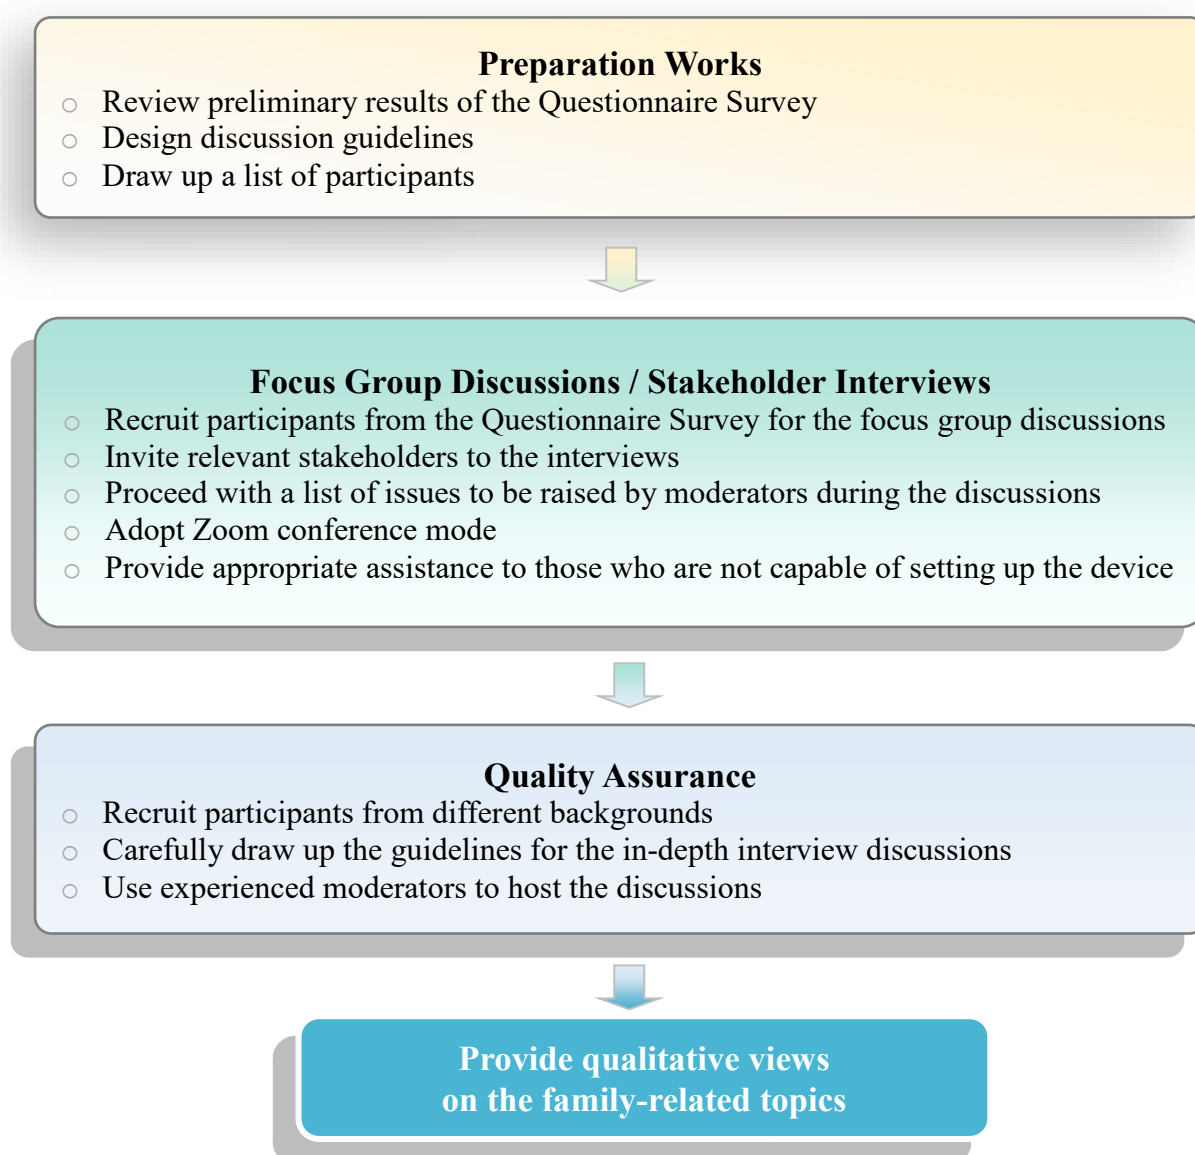 Preparation Works
○ Review preliminary results of the Questionnaire Survey
○ Design discussion guidelines
○ Draw up a list of participants
Focus Group Discussions / Stakeholder Interviews
○ Recruit participants from the Questionnaire Survey for the focus group discussions
○ Invite relevant stakeholders to the interviews
○ Proceed with a list of issues to be raised by moderators during the discussions
○ Adopt Zoom conference mode
○ Provide appropriate assistance to those who are not capable of setting up the device
Quality Assurance
○ Recruit participants from different backgrounds
○ Carefully draw up the guidelines for the in-depth interview discussions
○ Use experienced moderators to host the discussions
Provide qualitative views
on the family-related topics